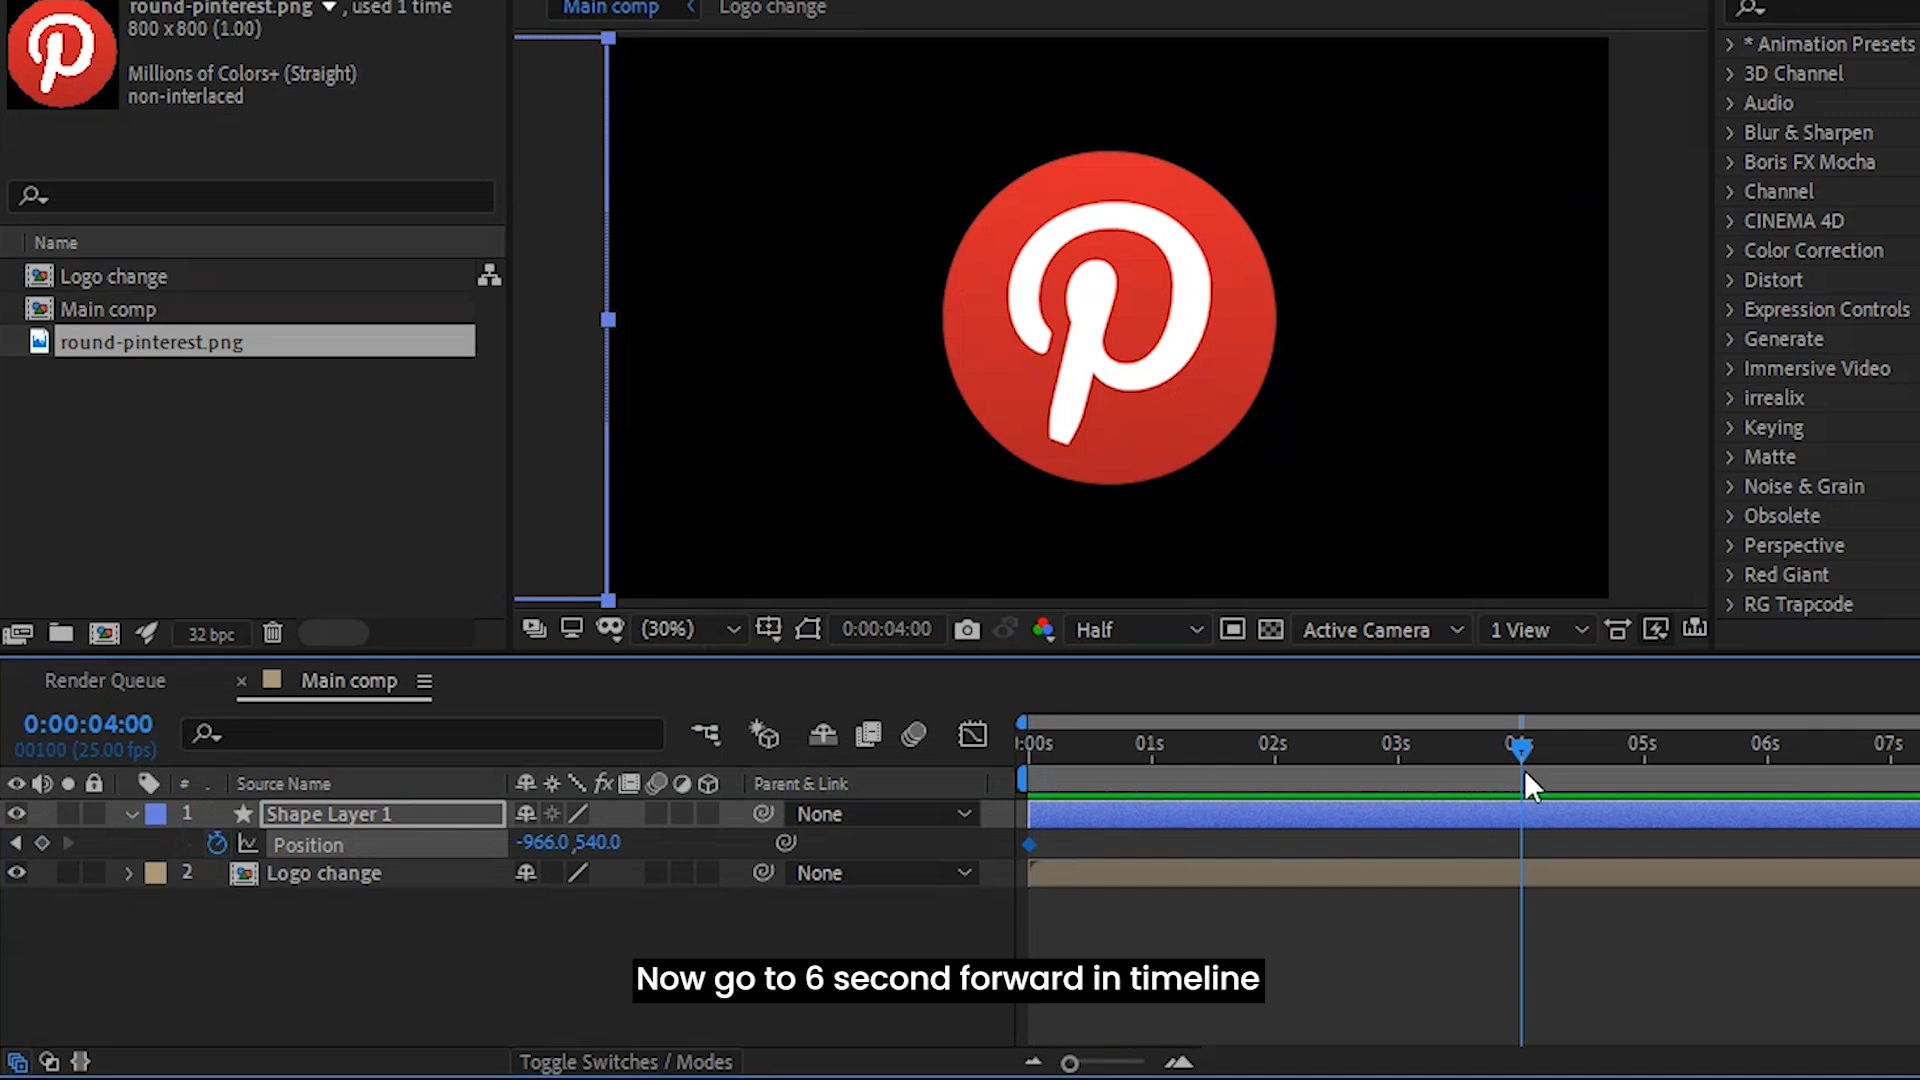 round-pinterest.png , used 1 time
800 x 800 (1.00)
Millions of Colors+ (Straight)
non-interlaced
Name
Logo change
Main comp
round-pinterest.png
32 bpc
Main comp
Logo change
(30%)
0:00:04:00
Half
Active Camera
1 View
* Animation Presets
3D Channel
Audio
Blur & Sharpen
Boris FX Mocha
Channel
CINEMA 4D
Color Correction
Distort
Expression Controls
Generate
Immersive Video
irrealix
Keying
Matte
Noise & Grain
Obsolete
Perspective
Red Giant
RG Trapcode
Render Queue
Main comp
0:00:04:00
00100 (25.00 fps)
:00s 01s 02s 03s 04s 05s 06s 07s
# Source Name fx Parent & Link
1 Shape Layer 1 None
Position -966.0,540.0
2 Logo change None
Now go to 6 second forward in timeline
Toggle Switches / Modes